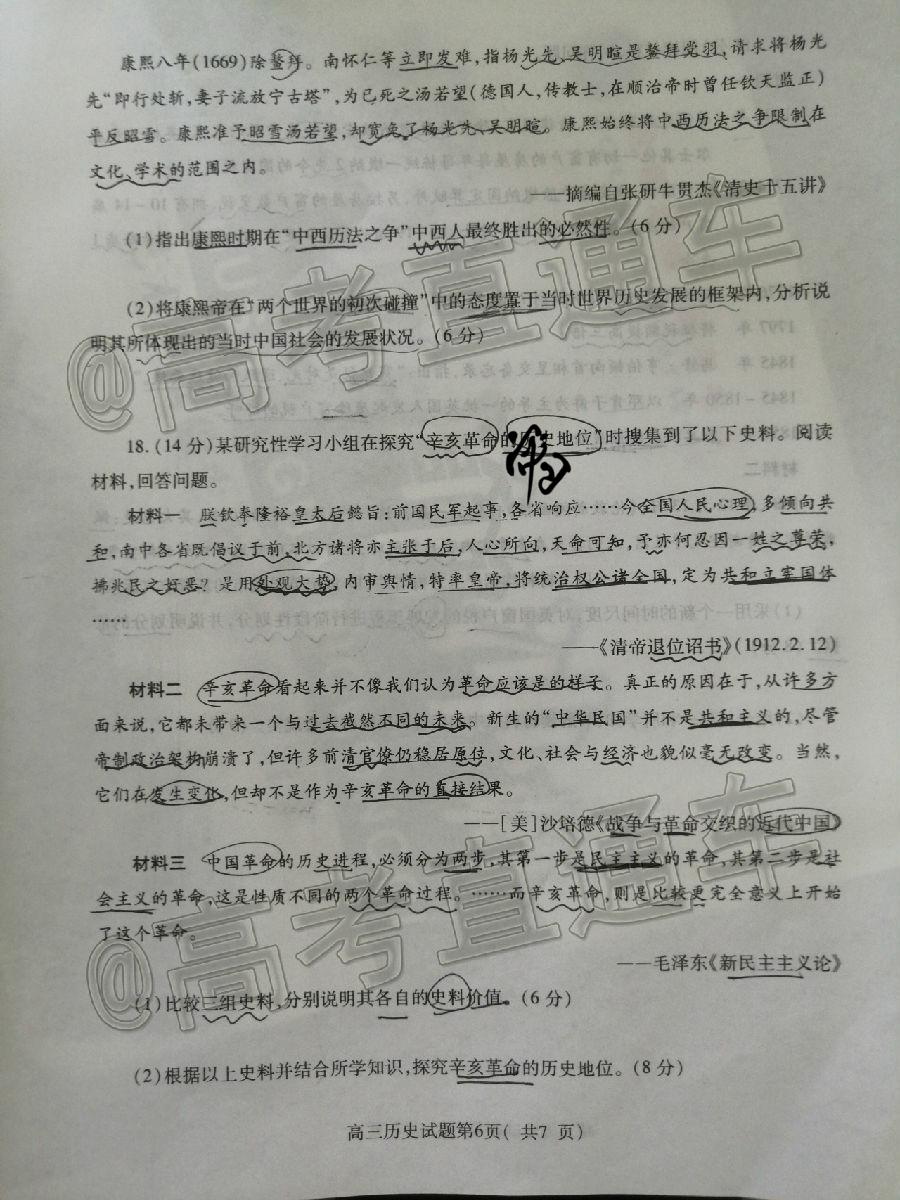 康熙八年(1669)除鳌拜。南怀仁等立即发难,指杨光先、吴明暄是鳌拜党羽,请求将杨光
先“即行处斩,妻子流放宁古塔”,为已死之汤若望(德国人,传教士,在顺治帝时曾任钦天监正)
平反昭雪。康熙准予昭雪汤若望,却宽免了杨光先、吴明暄。康熙始终将中西历法之争限制在
文化、学术的范围之内。
——摘编自张研牛贯杰《清史十五讲》
(1)指出康熙时期在“中西历法之争”中西人最终胜出的必然性。(6分)
(2)将康熙帝在“两个世界的初次碰撞”中的态度置于当时世界历史发展的框架内,分析说
明其所体现出的当时中国社会的发展状况。(6分)
18.(14分)某研究性学习小组在探究“辛亥革命的历史地位”时搜集到了以下史料。阅读
材料,回答问题。
材料一 朕钦奉隆裕皇太后懿旨:前因民军起事,各省响应……今全国人民心理,多倾向共
和,南中各省既倡议于前,北方诸将亦主张于后,人心所向,天命可知,予亦何忍因一姓之尊荣,
拂兆民之好恶?是用外观大势,内审舆情,特率皇帝,将统治权公诸全国,定为共和立宪国体
……
——《清帝退位诏书》(1912.2.12)
材料二 辛亥革命看起来并不像我们认为革命应该是的样子。真正的原因在于,从许多方
面来说,它都未带来一个与过去截然不同的未来。新生的“中华民国”并不是共和主义的,尽管
帝制政治架构崩溃了,但许多前清官僚仍稳居原位,文化、社会与经济也貌似毫无改变。当然,
它们在发生变化,但却不是作为辛亥革命的直接结果。
——[美]沙培德《战争与革命交织的近代中国》
材料三 中国革命的历史进程,必须分为两步,其第一步是民主主义的革命,其第二步是社
会主义的革命,这是性质不同的两个革命过程。……而辛亥革命,则是比较更完全意义上开始
了这个革命。
——毛泽东《新民主主义论》
(1)比较三组史料,分别说明其各自的史料价值。(6分)
(2)根据以上史料并结合所学知识,探究辛亥革命的历史地位。(8分)
高三历史试题第6页( 共7 页)
@高考直通车
@高考直通车